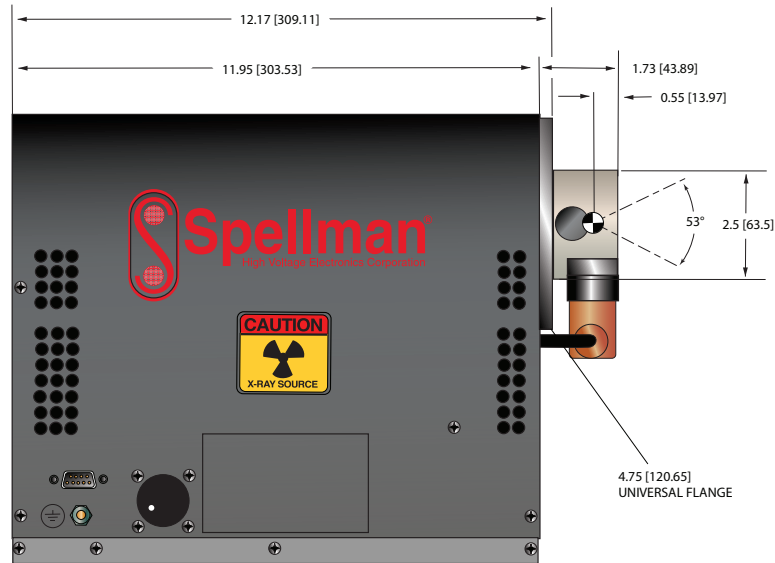 12.17 [309.11]
11.95 [303.53]
1.73 [43.89]
0.55 [13.97]
Spellman
High Voltage Electronics Corporation
53°
2.5 [63.5]
CAUTION
X-RAY SOURCE
4.75 [120.65]
UNIVERSAL FLANGE